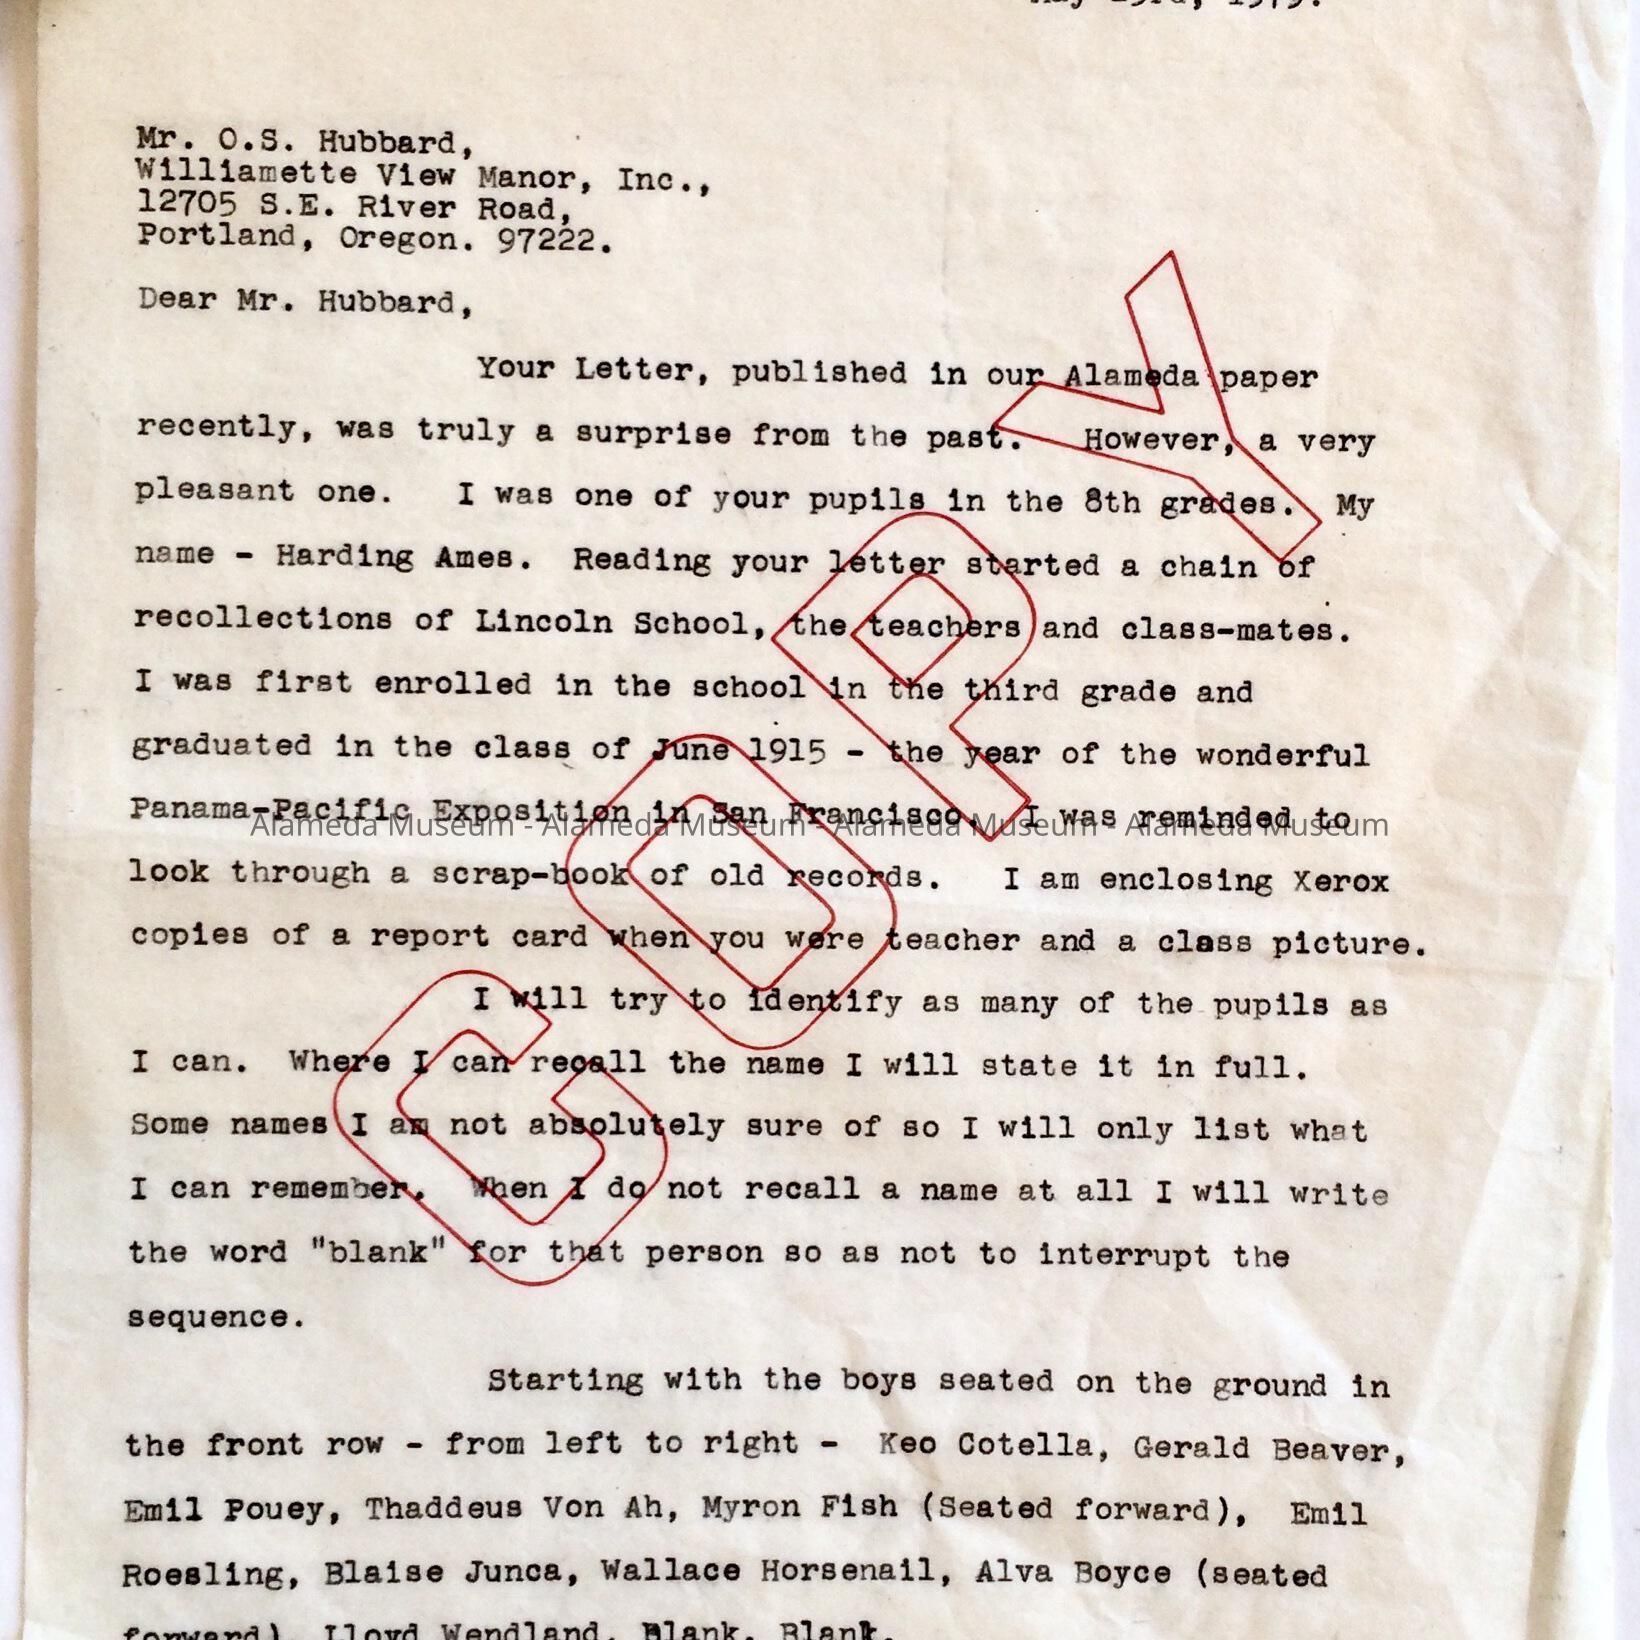 May 23rd, 1979.
Mr. O.S. Hubbard,
Williamette View Manor, Inc.,
12705 S.E. River Road,
Portland, Oregon. 97222.
Dear Mr. Hubbard,
Your Letter, published in our Alameda paper
recently, was truly a surprise from the past. However, a very
pleasant one. I was one of your pupils in the 8th grades. My
name - Harding Ames. Reading your letter started a chain of
recollections of Lincoln School, the teachers and class-mates.
I was first enrolled in the school in the third grade and
graduated in the class of June 1915 - the year of the wonderful
Panama-Pacific Exposition in San Francisco. I was reminded to
Alameda Museum - Alameda Museum - Alameda Museum - Alameda Museum
look through a scrap-book of old records. I am enclosing Xerox
copies of a report card when you were teacher and a class picture.
I will try to identify as many of the pupils as
I can. Where I can recall the name I will state it in full.
Some names I am not absolutely sure of so I will only list what
I can remember. When I do not recall a name at all I will write
the word "blank" for that person so as not to interrupt the
sequence.
Starting with the boys seated on the ground in
the front row - from left to right - Keo Cotella, Gerald Beaver,
Emil Pouey, Thaddeus Von Ah, Myron Fish (Seated forward), Emil
Roesling, Blaise Junca, Wallace Horsenail, Alva Boyce (seated
forward), Lloyd Wendland, Blank, Blank.
COPY